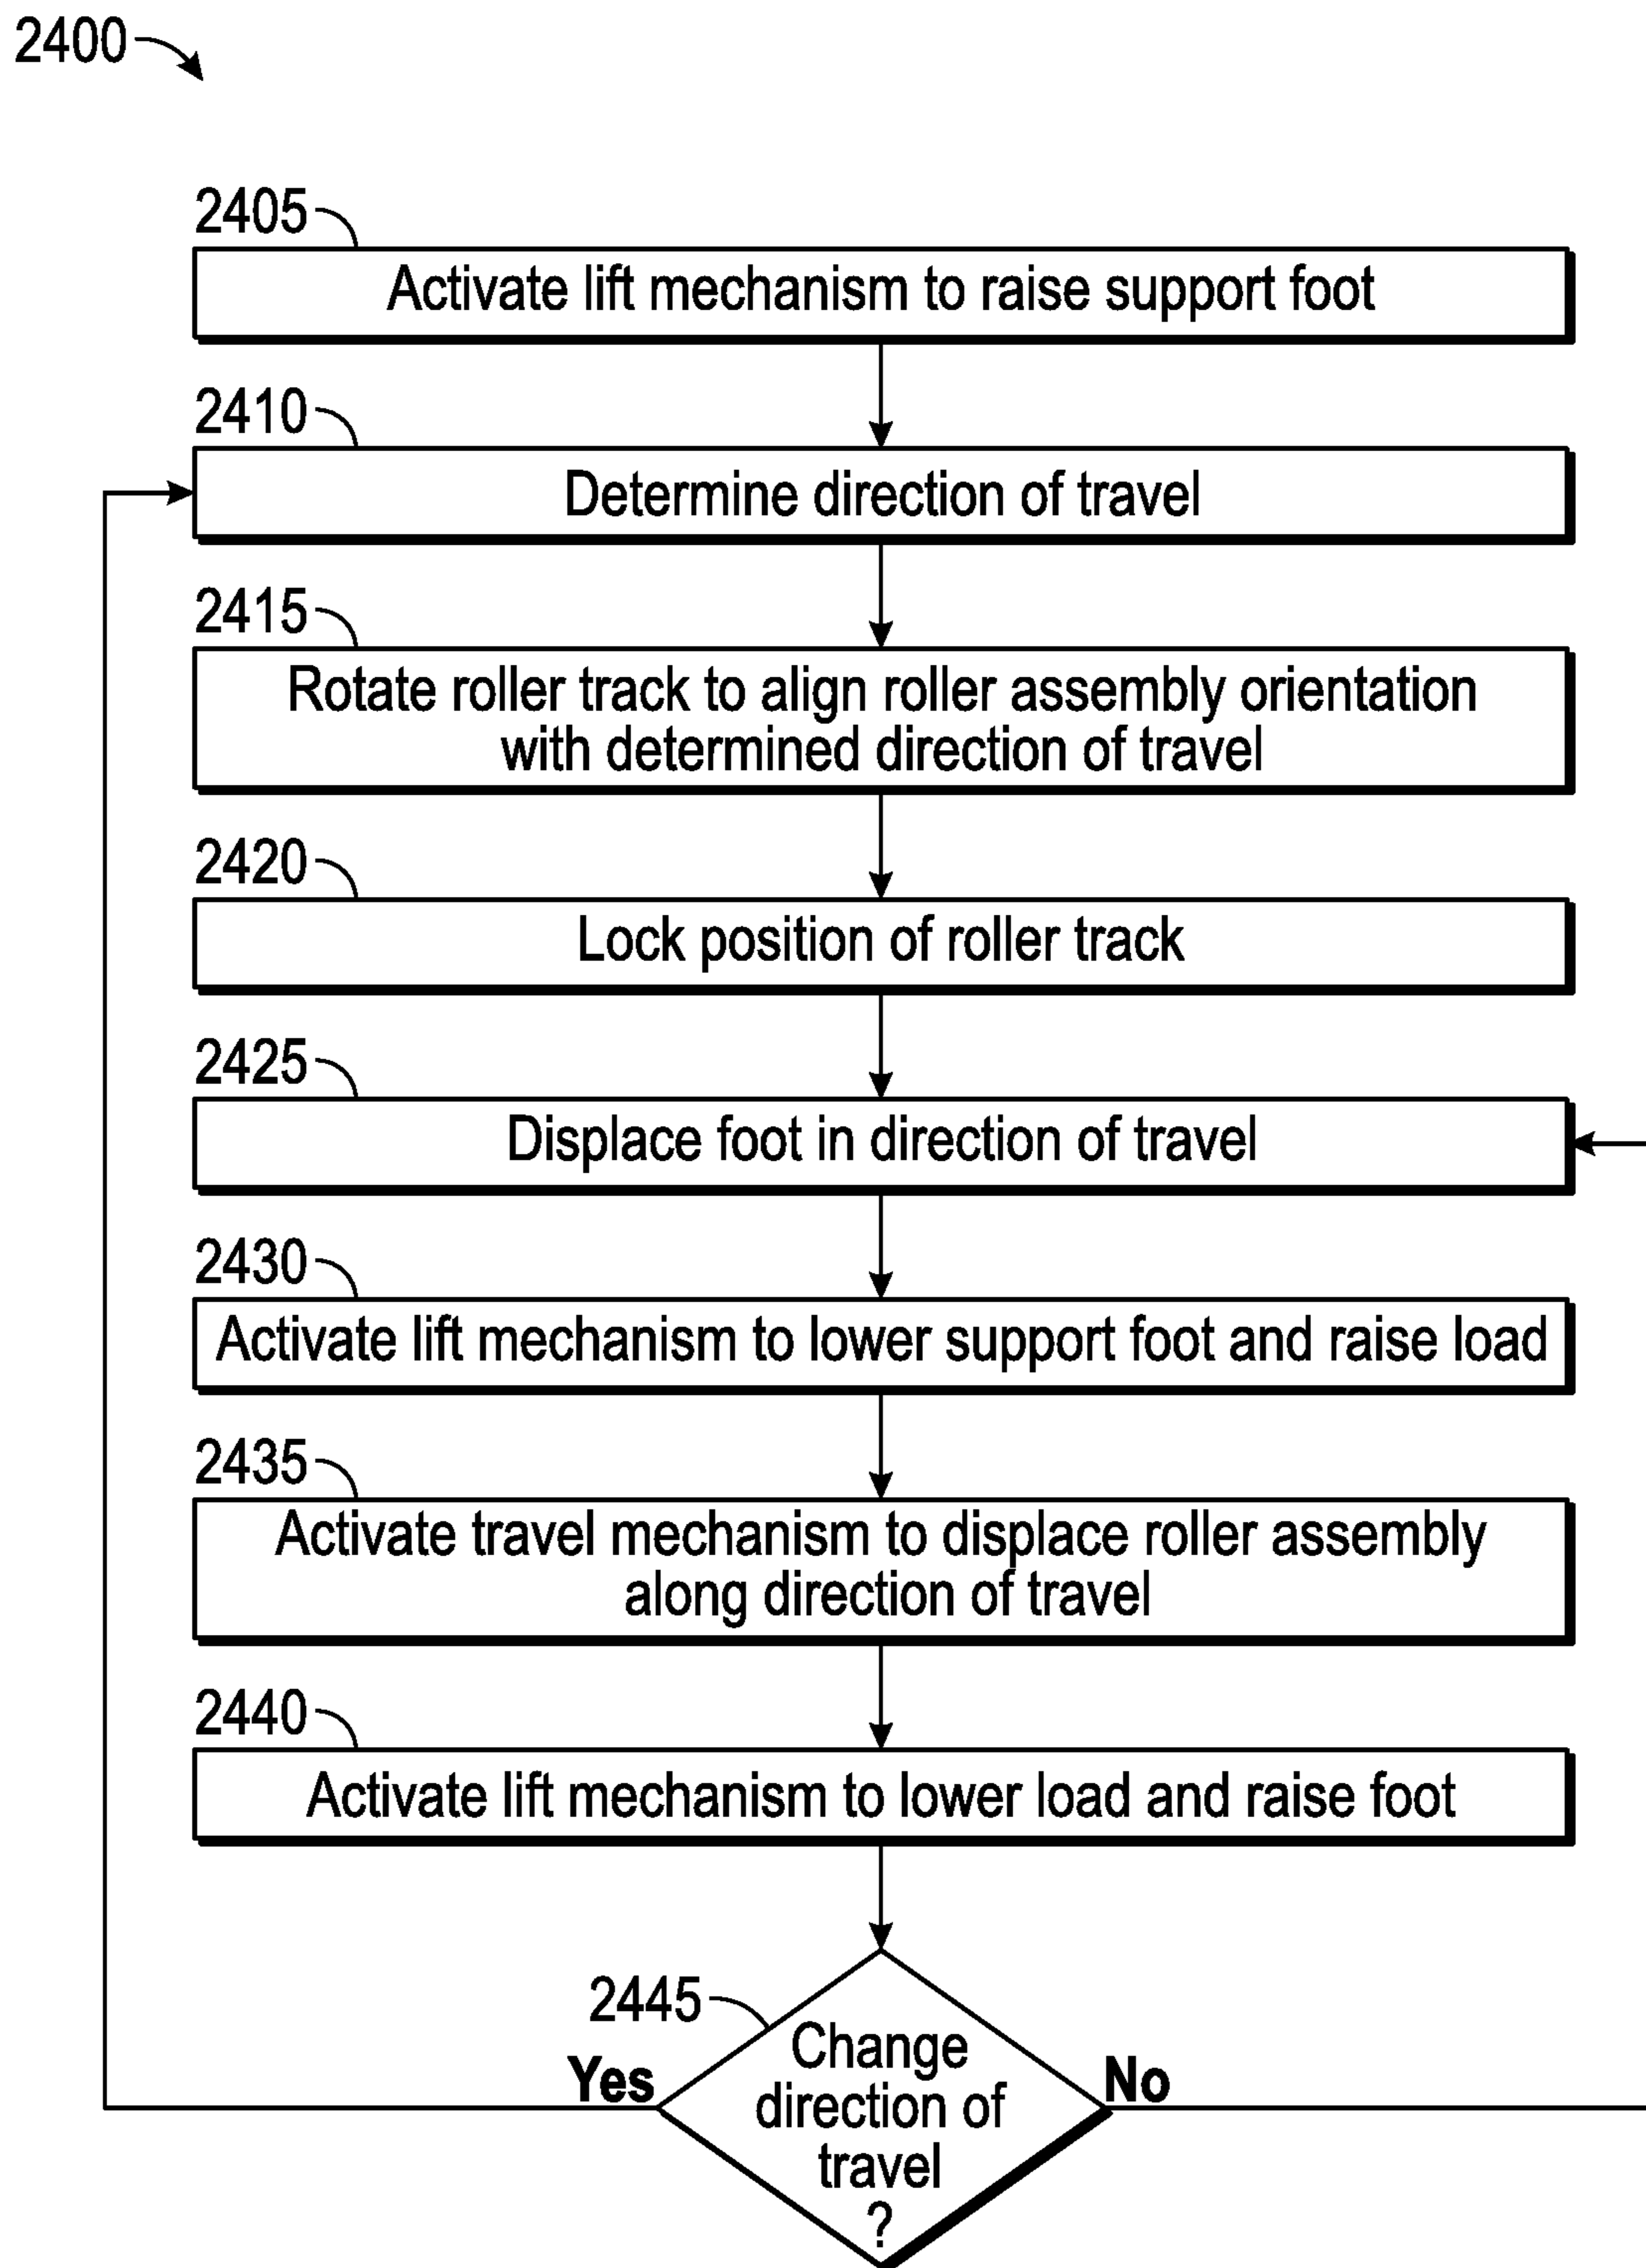 2400
2405
Activate lift mechanism to raise support foot
2410
Determine direction of travel
2415
Rotate roller track to align roller assembly orientation
with determined direction of travel
2420
Lock position of roller track
2425
Displace foot in direction of travel
2430
Activate lift mechanism to lower support foot and raise load
2435
Activate travel mechanism to displace roller assembly
along direction of travel
2440
Activate lift mechanism to lower load and raise foot
2445
Yes
Change
direction of
travel
?
No